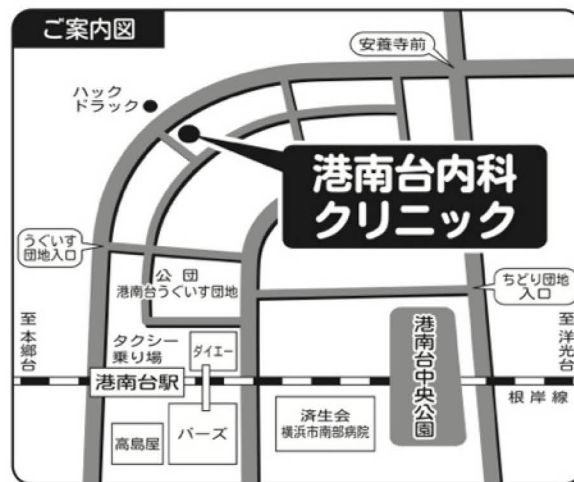 ご案内図
安養寺前
ハック
ドラック
港南台内科
クリニック
うぐいす
団地入口
公団
港南台うぐいす団地
ちどり団地
入口
至本郷台
タクシー
乗り場
ダイエー
港南台中央公園
至洋光台
港南台駅
根岸線
高島屋
バーズ
済生会
横浜市南部病院